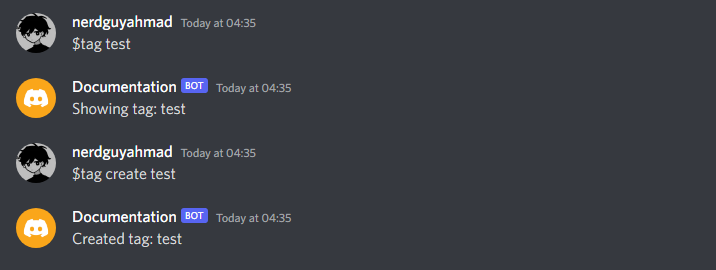 nerdguyahmad Today at 04:35
$tag test
Documentation BOT Today at 04:35
Showing tag: test
nerdguyahmad Today at 04:35
$tag create test
Documentation BOT Today at 04:35
Created tag: test